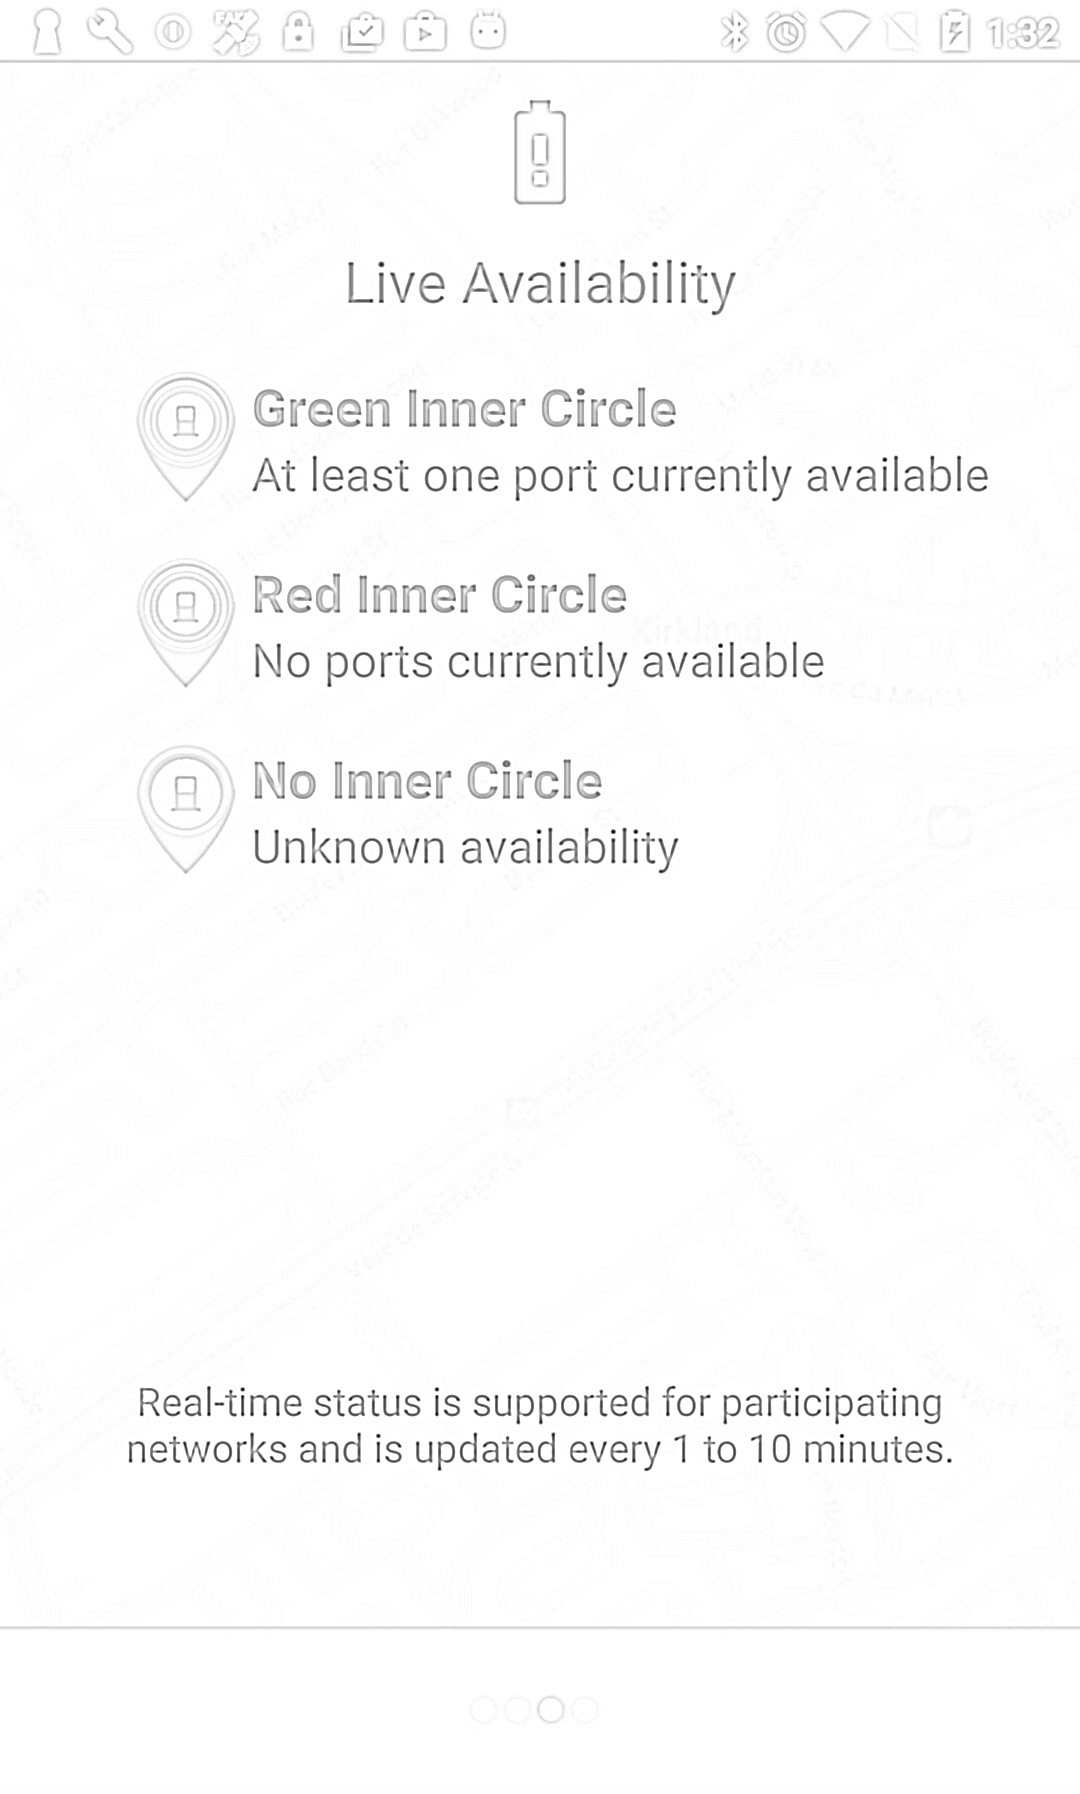 1:32
Live Availability
Green Inner Circle
At least one port currently available
Red Inner Circle
No ports currently available
Kirkland
No Inner Circle
Unknown availability
Real-time status is supported for participating
networks and is updated every 1 to 10 minutes.